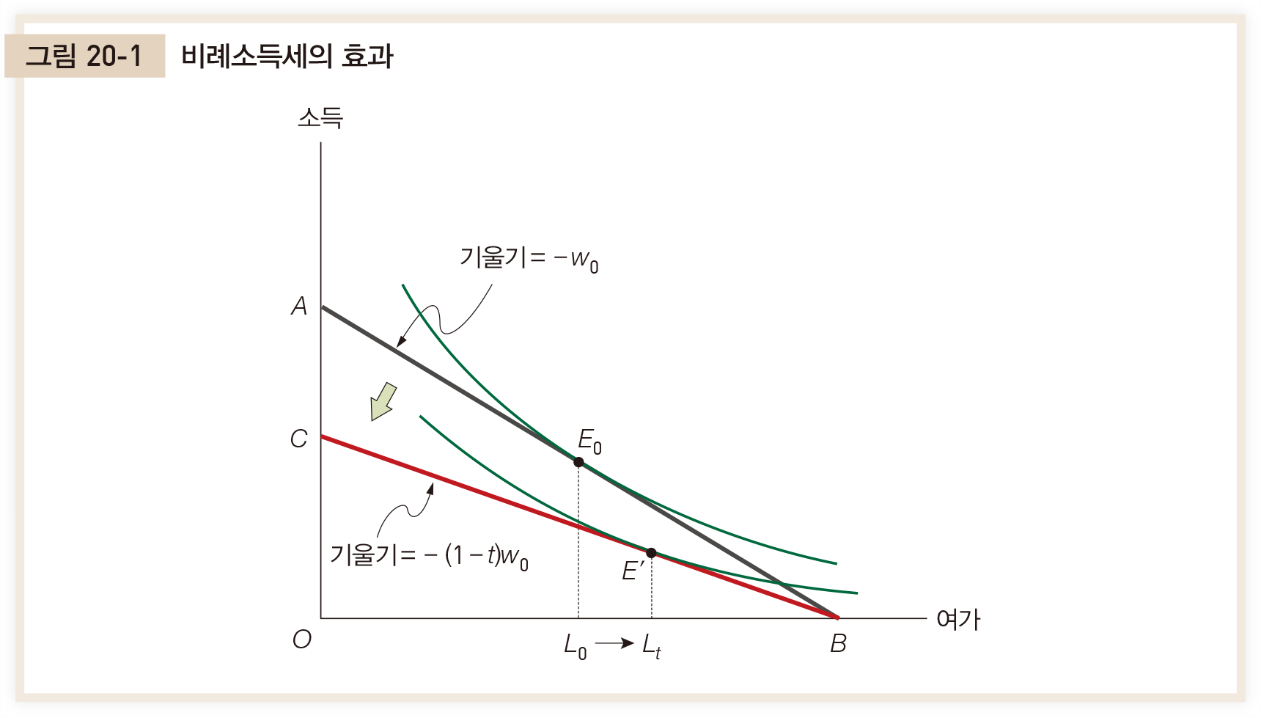 그림 20-1 비례소득세의 효과
소득
기울기= −w₀
A
C
E₀
기울기= − (1 − t)w₀
E′
여가
O
L₀ → Lₜ
B